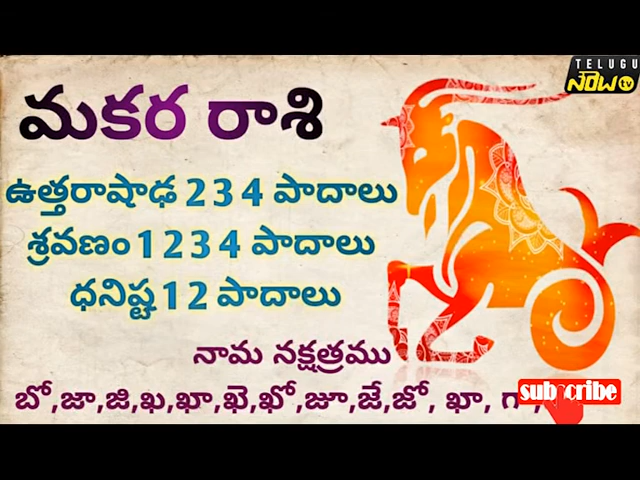 TELUGU
NOW TV
మకర రాశి
ఉత్తరాషాఢ 2 3 4 పాదాలు
శ్రవణం 1 2 3 4 పాదాలు
ధనిష్ట 1 2 పాదాలు
నామ నక్షత్రము
బో,జా,జి,ఖ,ఖా,ఖె,ఖో,జూ,జే,జో, ఖా, గ,
subscribe